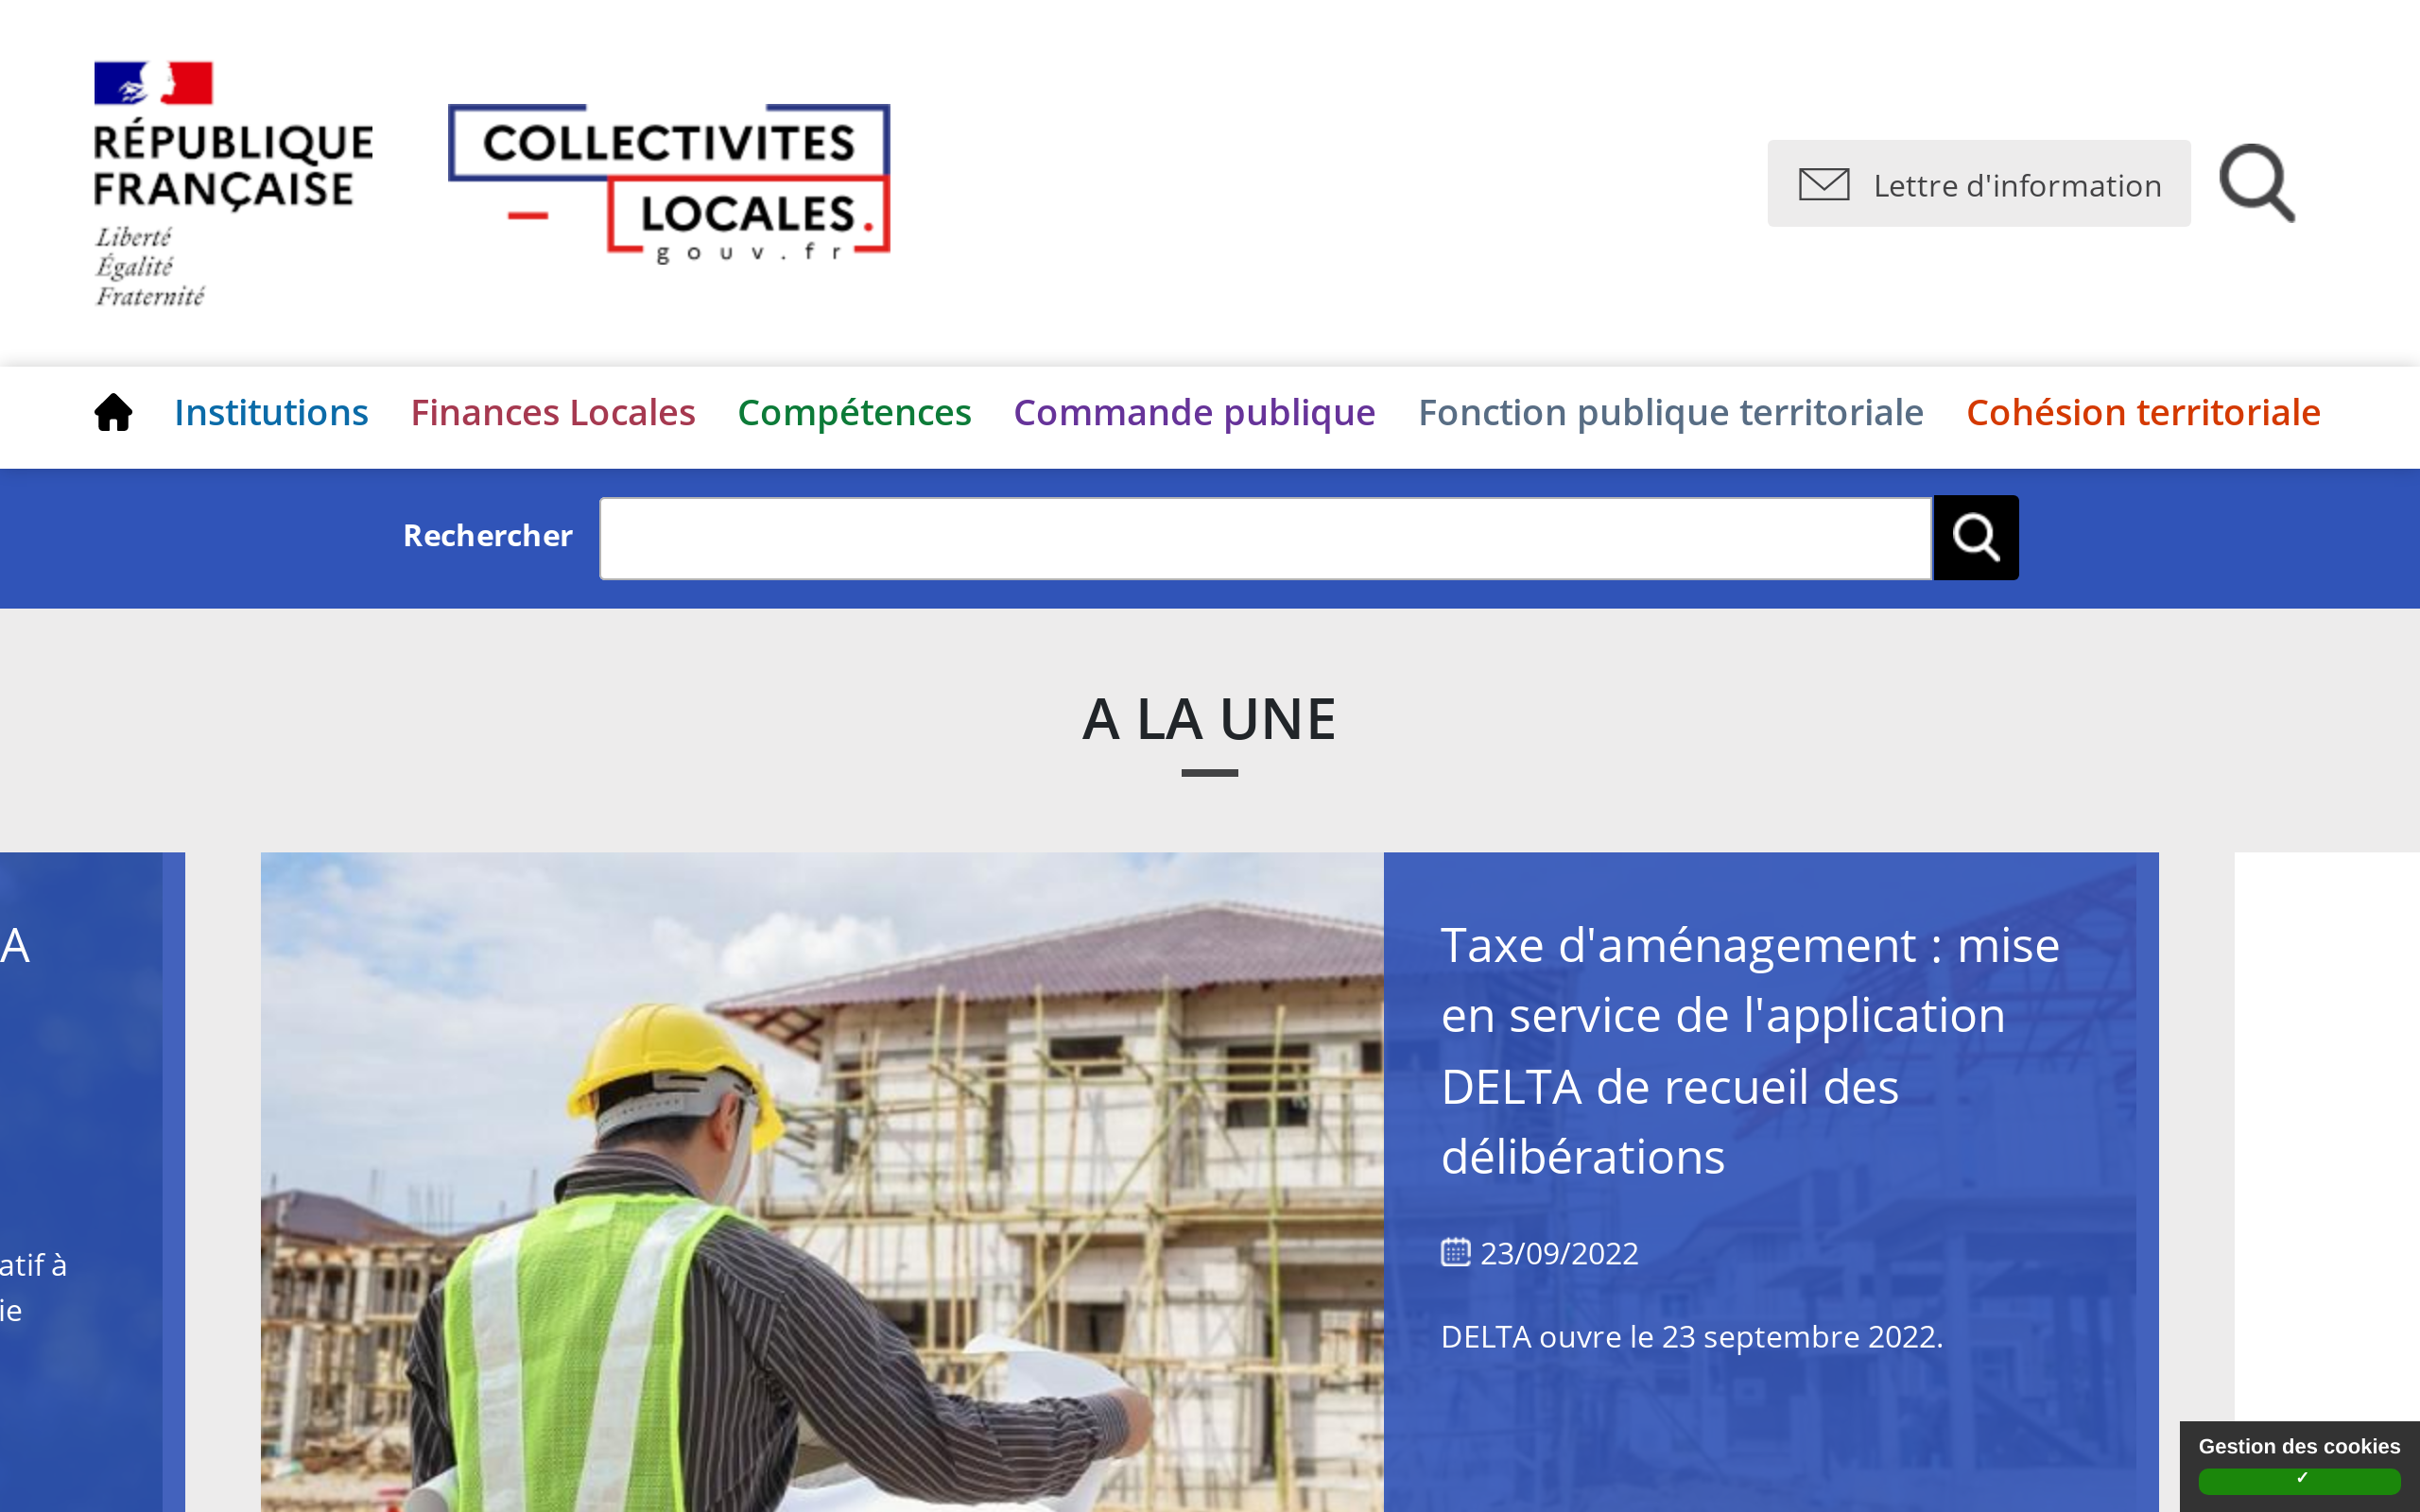 RÉPUBLIQUE
FRANÇAISE
Liberté
Égalité
Fraternité
COLLECTIVITES
LOCALES.
gouv.fr
Lettre d'information
Institutions Finances Locales Compétences Commande publique Fonction publique territoriale Cohésion territoriale
Rechercher
A LA UNE
A
atif à
ie
Taxe d'aménagement : mise
en service de l'application
DELTA de recueil des
délibérations
23/09/2022
DELTA ouvre le 23 septembre 2022.
Gestion des cookies
✓